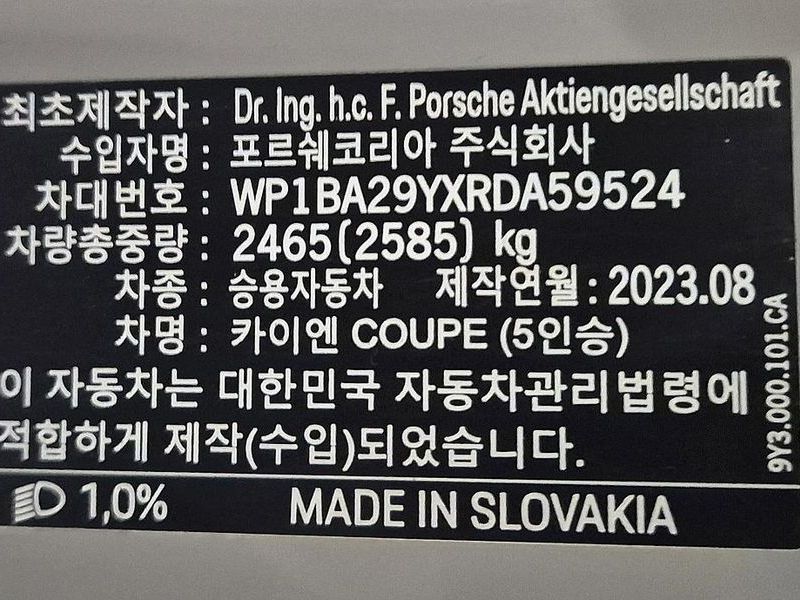 최초제작자 : Dr. Ing. h.c. F. Porsche Aktiengesellschaft
수입자명 : 포르쉐코리아 주식회사
차대번호 : WP1BA29YXRDA59524
차량총중량 : 2465(2585) kg
차종 : 승용자동차 제작연월 : 2023.08
차명 : 카이엔 COUPE (5인승)
이 자동차는 대한민국 자동차관리법령에
적합하게 제작(수입)되었습니다.
9Y3.000.101.CA
1,0% MADE IN SLOVAKIA